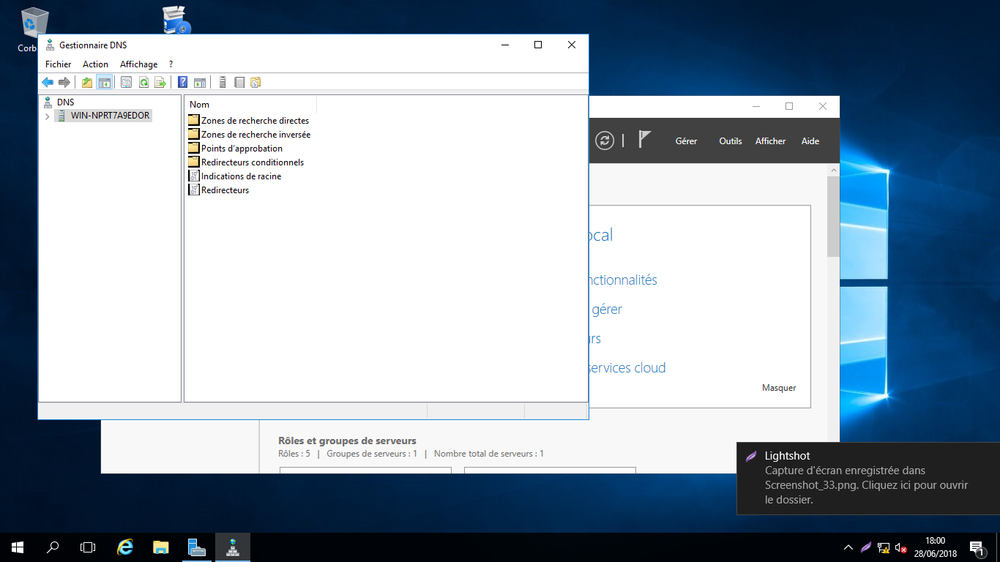 Corb
Gestionnaire DNS
Fichier Action Affichage ?
DNS
WIN-NPRT7A9EDOR
Nom
Zones de recherche directes
Zones de recherche inversée
Points d'approbation
Redirecteurs conditionnels
Indications de racine
Redirecteurs
Gérer Outils Afficher Aide
ocal
nctionnalités
gérer
rs
services cloud
Masquer
Rôles et groupes de serveurs
Rôles : 5 | Groupes de serveurs : 1 | Nombre total de serveurs : 1
Lightshot
Capture d'écran enregistrée dans
Screenshot_33.png. Cliquez ici pour ouvrir
le dossier.
18:00
28/06/2018
1